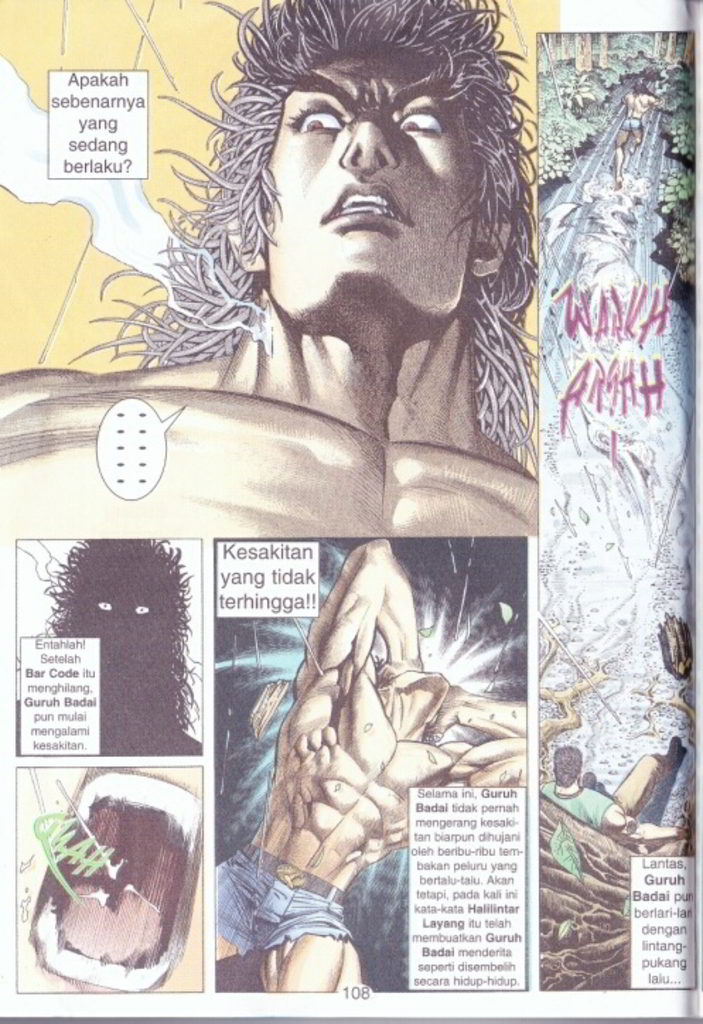 Apakah
sebenarnya
yang
sedang
berlaku?
WARKH
ARGHH
!
Entahlah!
Setelah
Bar Code itu
menghilang,
Guruh Badai
pun mulai
mengalami
kesakitan.
Kesakitan
yang tidak
terhingga!!
Selama ini, Guruh
Badai tidak pernah
mengerang kesaki-
tan biarpun dihujani
oleh beribu-ribu tem-
bakan peluru yang
bertalu-talu. Akan
tetapi, pada kali ini
kata-kata Halilintar
Layang itu telah
membuatkan Guruh
Badai menderita
seperti disembelih
secara hidup-hidup.
Lantas,
Guruh
Badai pun
berlari-lari
dengan
lintang-
pukang
lalu...
108